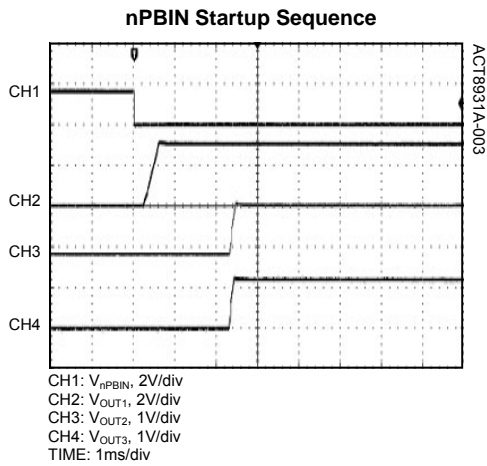 nPBIN Startup Sequence
ACT8931A-003
CH1
CH2
CH3
CH4
CH1: VnPBIN, 2V/div
CH2: VOUT1, 2V/div
CH3: VOUT2, 1V/div
CH4: VOUT3, 1V/div
TIME: 1ms/div